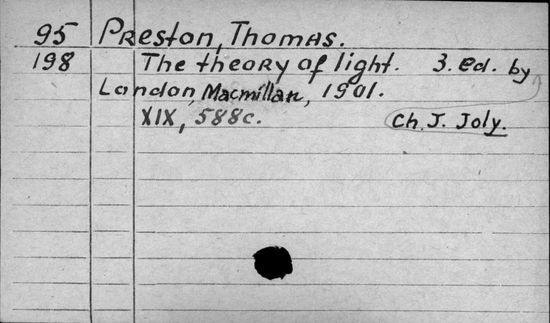 95 Preston, Thomas.
198 The theory of light. 3. ed. by
London, Macmillan, 1901.
XIX, 588c. Ch. J. Joly.